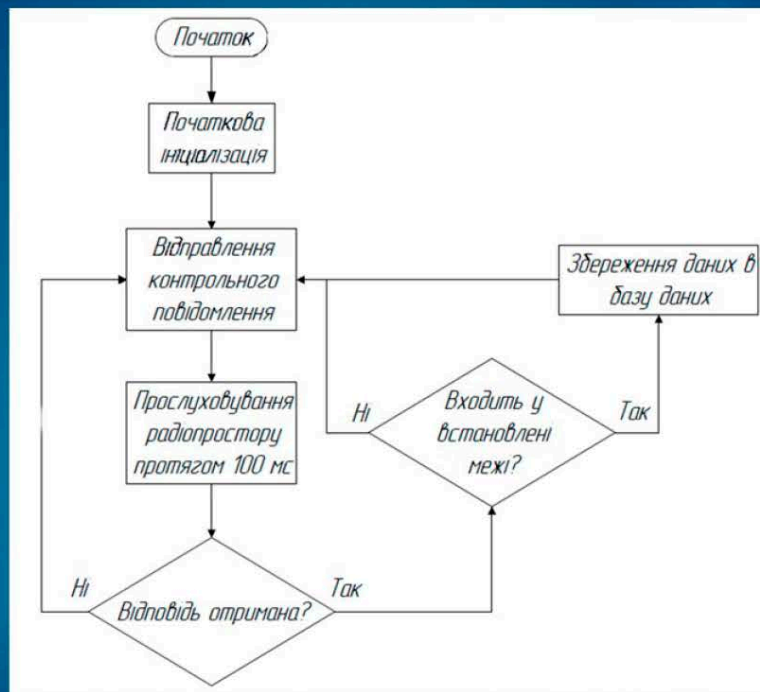 Початок
Початкова
ініціалізація
Відправлення
контрольного
повідомлення
Збереження даних в
базу даних
Прослуховування
радіопростору
протягом 100 мс
Ні
Входить у
встановлені
межі?
Так
Ні
Відповідь отримана?
Так